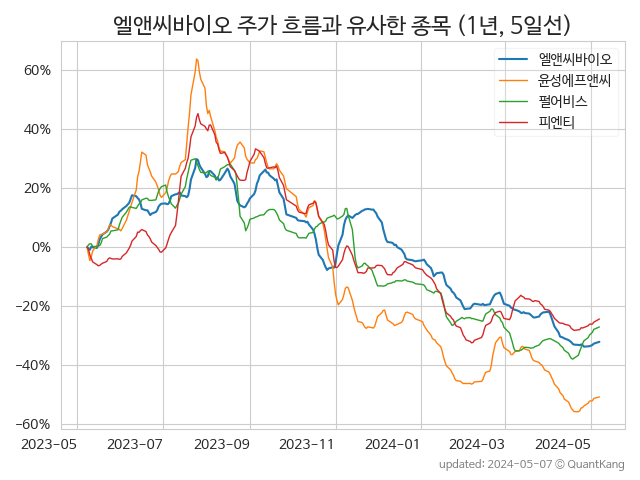 엘앤씨바이오 주가 흐름과 유사한 종목 (1년, 5일선)
엘앤씨바이오
윤성에프앤씨
펄어비스
피엔티
60%
40%
20%
0%
−20%
−40%
−60%
2023-05 2023-07 2023-09 2023-11 2024-01 2024-03 2024-05
updated: 2024-05-07 © QuantKang